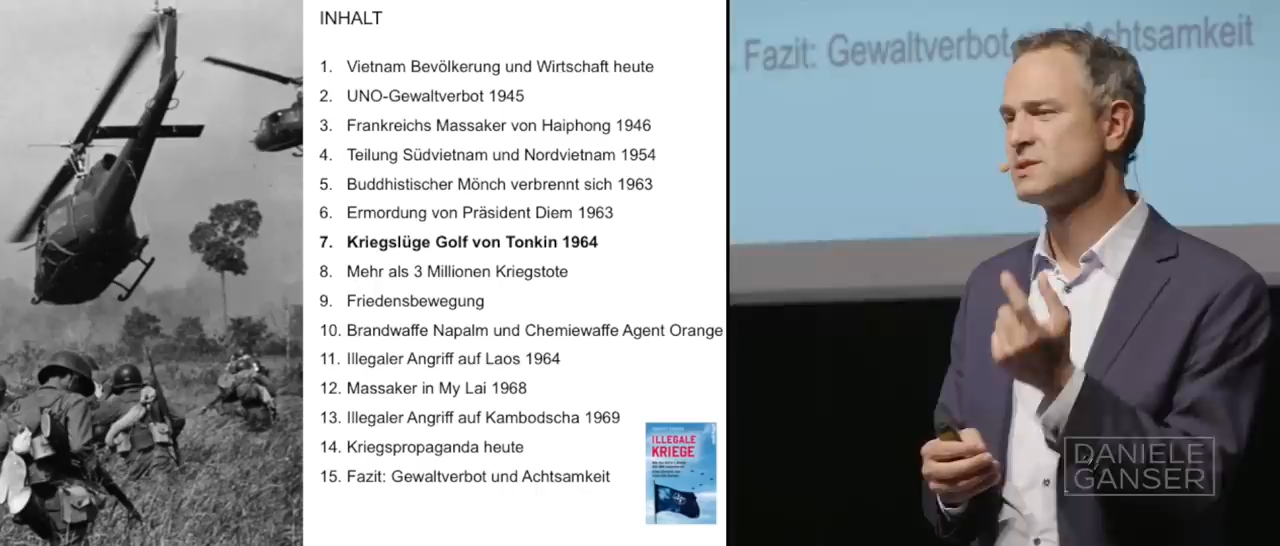 INHALT
1. Vietnam Bevölkerung und Wirtschaft heute
2. UNO-Gewaltverbot 1945
3. Frankreichs Massaker von Haiphong 1946
4. Teilung Südvietnam und Nordvietnam 1954
5. Buddhistischer Mönch verbrennt sich 1963
6. Ermordung von Präsident Diem 1963
7. Kriegslüge Golf von Tonkin 1964
8. Mehr als 3 Millionen Kriegstote
9. Friedensbewegung
10. Brandwaffe Napalm und Chemiewaffe Agent Orange
11. Illegaler Angriff auf Laos 1964
12. Massaker in My Lai 1968
13. Illegaler Angriff auf Kambodscha 1969
14. Kriegspropaganda heute
15. Fazit: Gewaltverbot und Achtsamkeit
ILLEGALE
KRIEGE
. Fazit: Gewaltverbot und Achtsamkeit
DANIELE
GANSER